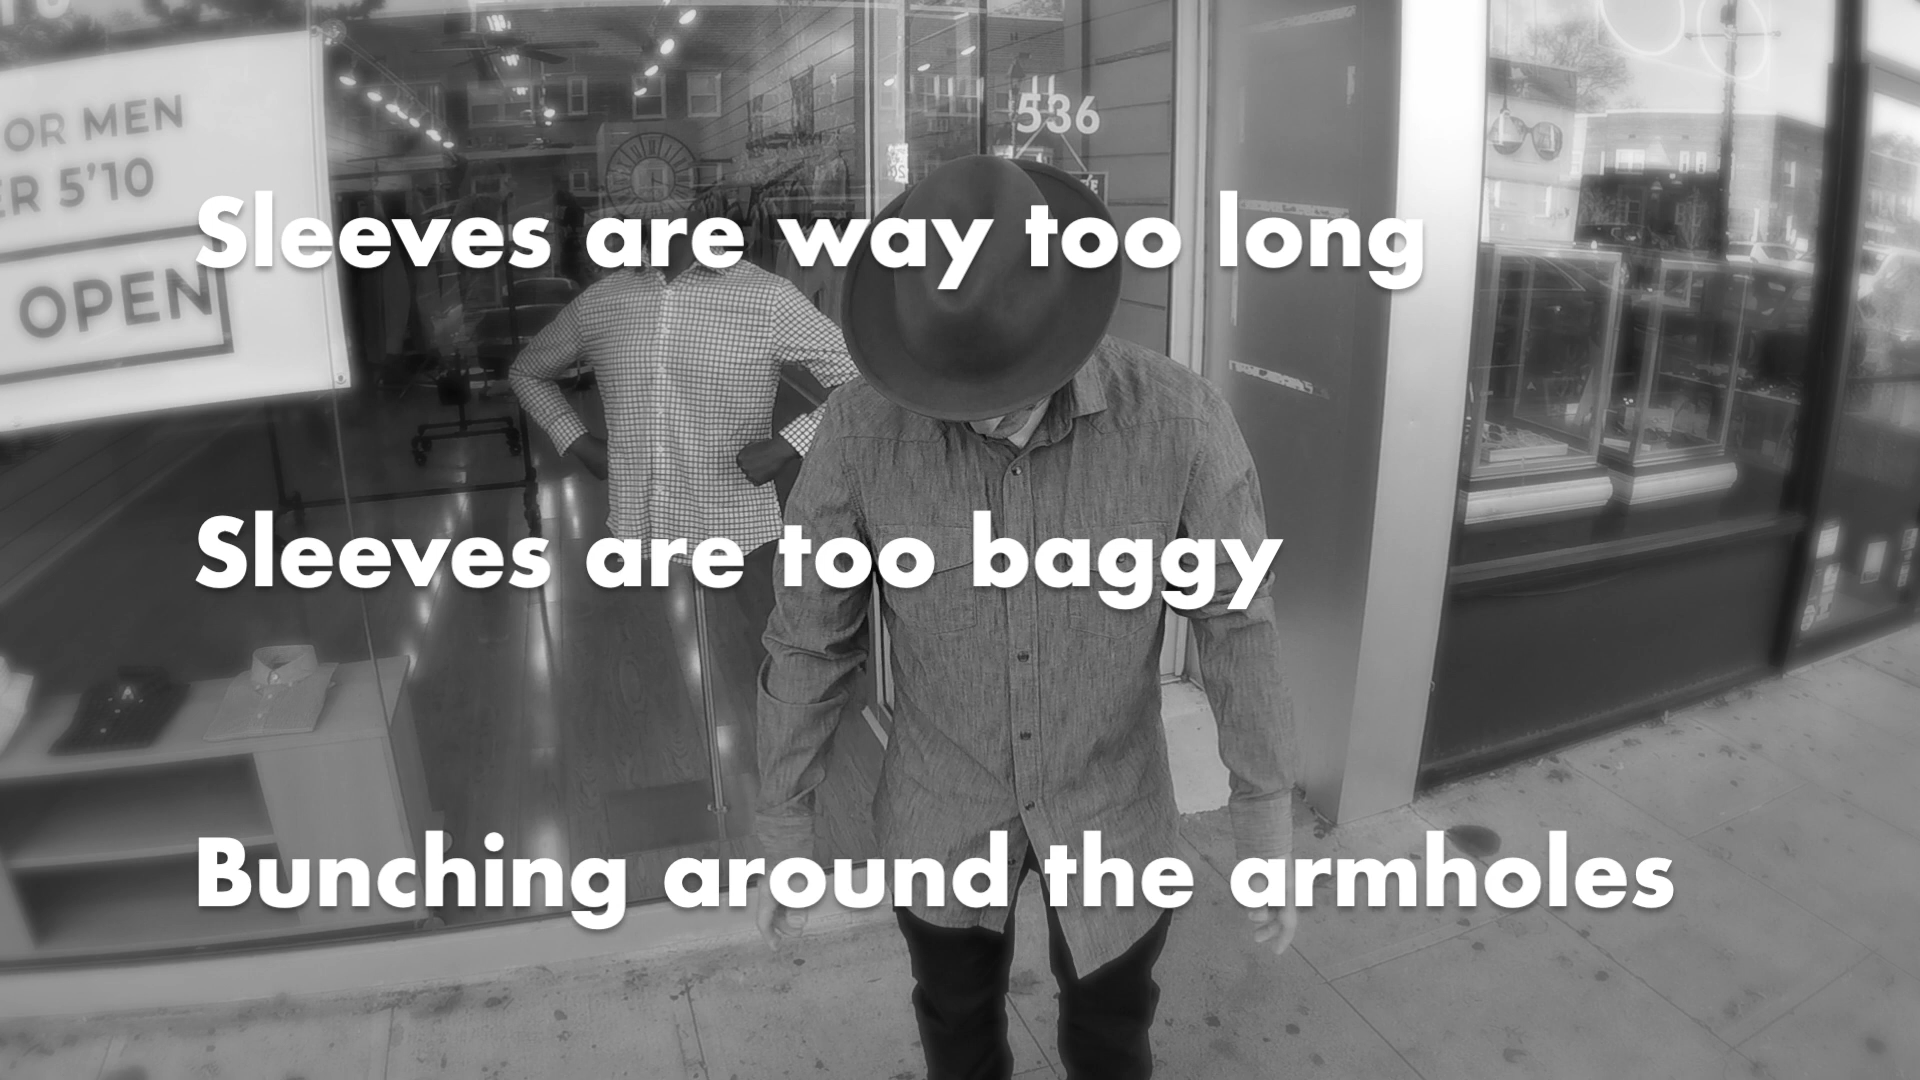 OR MEN
ER 5'10
OPEN
536
Sleeves are way too long
Sleeves are too baggy
Bunching around the armholes